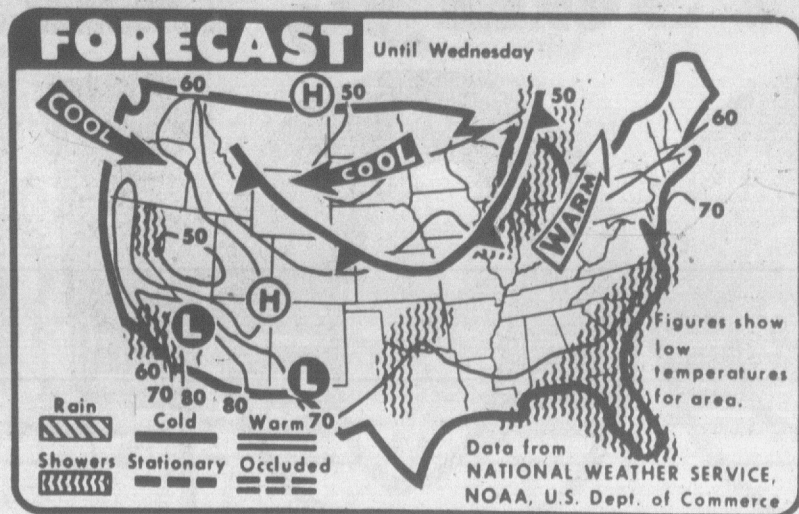 FORECAST Until Wednesday
60 H 50 50
COOL
COOL
60
WARM
70
50
H
L
L
Figures show
low
temperatures
for area.
60
70 80 80 70
Rain Cold Warm
Showers Stationary Occluded
Data from
NATIONAL WEATHER SERVICE,
NOAA, U.S. Dept. of Commerce